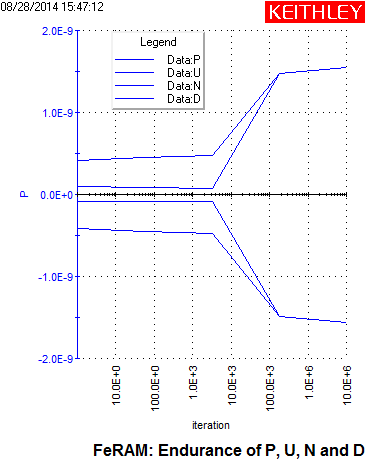 08/28/2014 15:47:12
KEITHLEY
2.0E-9
1.0E-9
0.0E+0
-1.0E-9
-2.0E-9
P
Legend
Data:P
Data:U
Data:N
Data:D
10.0E+0
100.0E+0
1.0E+3
10.0E+3
100.0E+3
1.0E+6
10.0E+6
iteration
FeRAM: Endurance of P, U, N and D